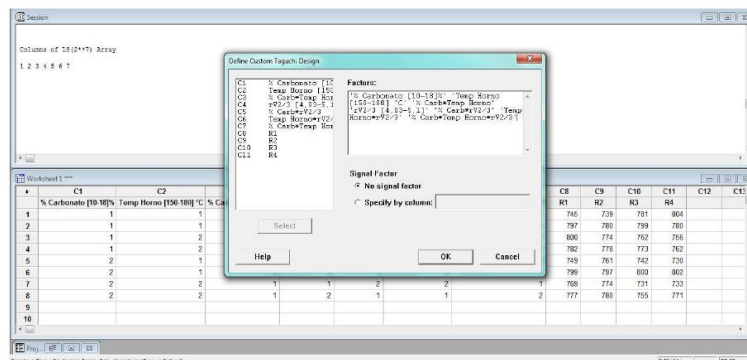 Session
Columns of L8(2**7) Array
1 2 3 4 5 6 7
Define Custom Taguchi Design
C1 % Carbonato [10
C2 Temp Horno [150
C3 % Carb*Temp Hor
C4 rV2/3 [4,83-5.1
C5 % Carb*rV2/3
C6 Temp Horno*rV2/
C7 % Carb*Temp Hor
C8 R1
C9 R2
C10 R3
C11 R4
Factors:
'% Carbonato [10-18]%' 'Temp Horno
[150-180] °C' '% Carb*Temp Horno'
'rV2/3 [4,83-5.1]' '% Carb*rV2/3' 'Temp
Horno*rV2/3' '% Carb*Temp Horno*rV2/3'
Signal Factor
No signal factor
Specify by column:
Select
Help
OK
Cancel
Worksheet 1 ***
C1 C2 C8 C9 C10 C11 C12 C13
% Carbonato [10-18]% Temp Horno [150-180] °C % Ca R1 R2 R3 R4
1 1 1 746 739 781 804
2 1 1 797 780 799 780
3 1 2 800 774 762 756
4 1 2 782 778 773 762
5 2 1 749 761 742 730
6 2 1 799 797 800 802
7 2 2 1 1 2 2 1 769 774 731 733
8 2 2 1 2 1 1 2 777 780 755 771
9
10
Proj...